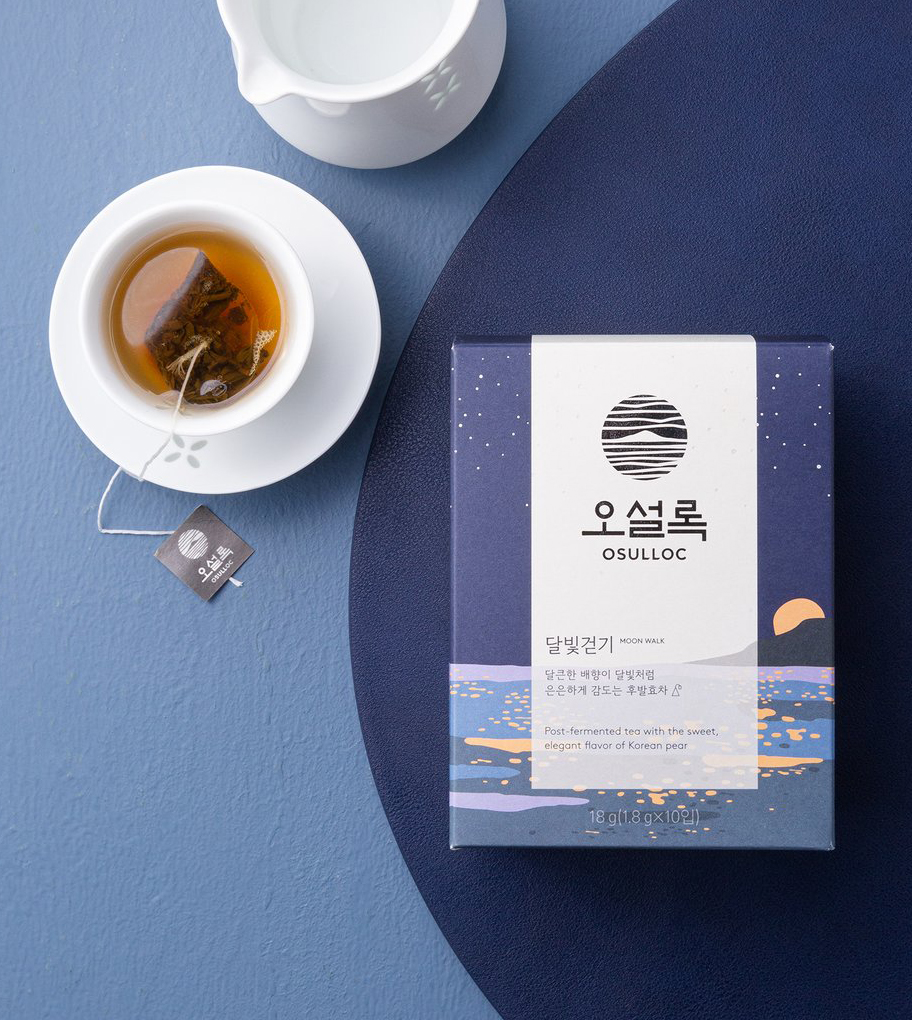 오설록
OSULLOC
오설록
OSULLOC
달빛걷기 MOON WALK
달큰한 배향이 달빛처럼
은은하게 감도는 후발효차
Post-fermented tea with the sweet,
elegant flavor of Korean pear
18 g(1.8 g×10입)